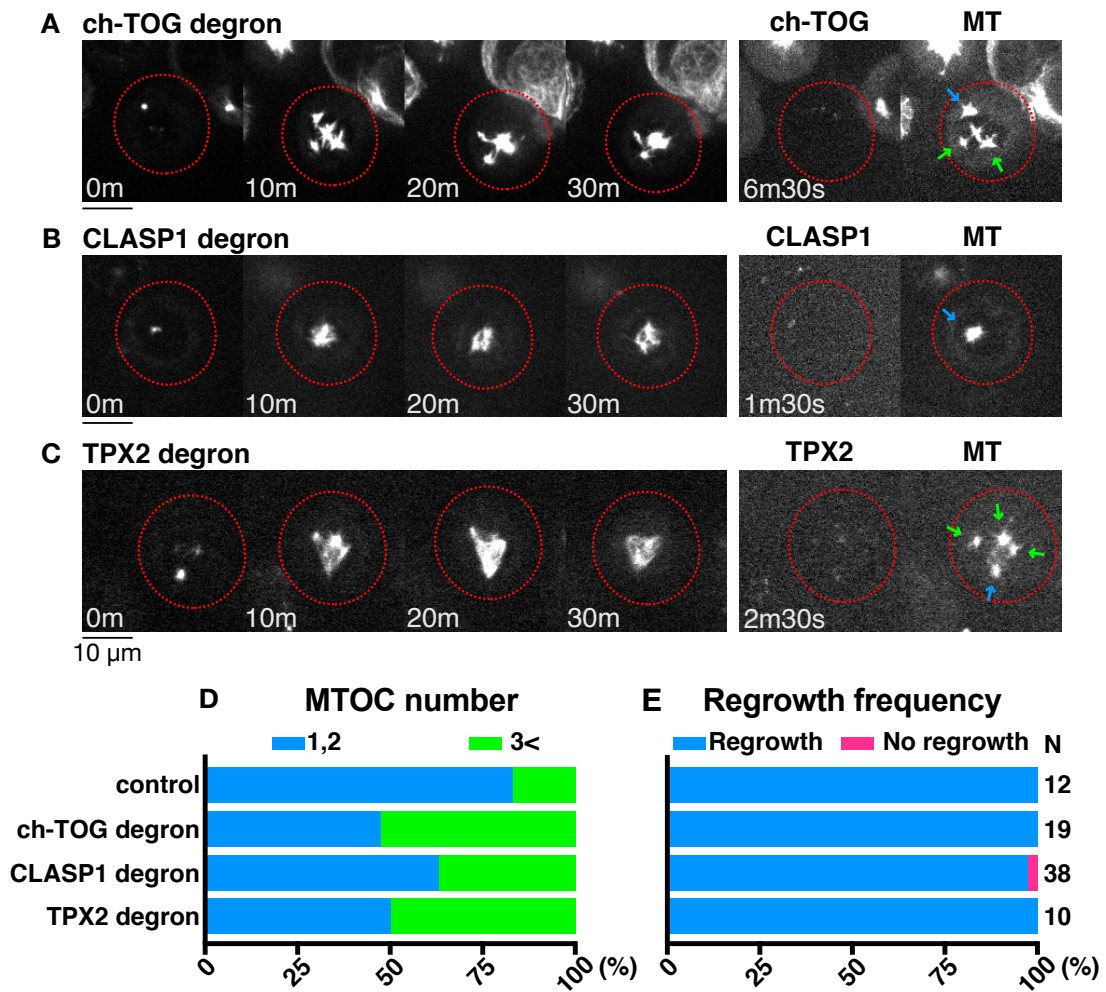 A ch-TOG degron ch-TOG MT
0m 10m 20m 30m 6m30s
B CLASP1 degron CLASP1 MT
0m 10m 20m 30m 1m30s
C TPX2 degron TPX2 MT
0m 10m 20m 30m 2m30s
10 µm
D MTOC number
1,2 3<
control
ch-TOG degron
CLASP1 degron
TPX2 degron
0 25 50 75 100 (%)
E Regrowth frequency
Regrowth No regrowth N
12
19
38
10
0 25 50 75 100 (%)